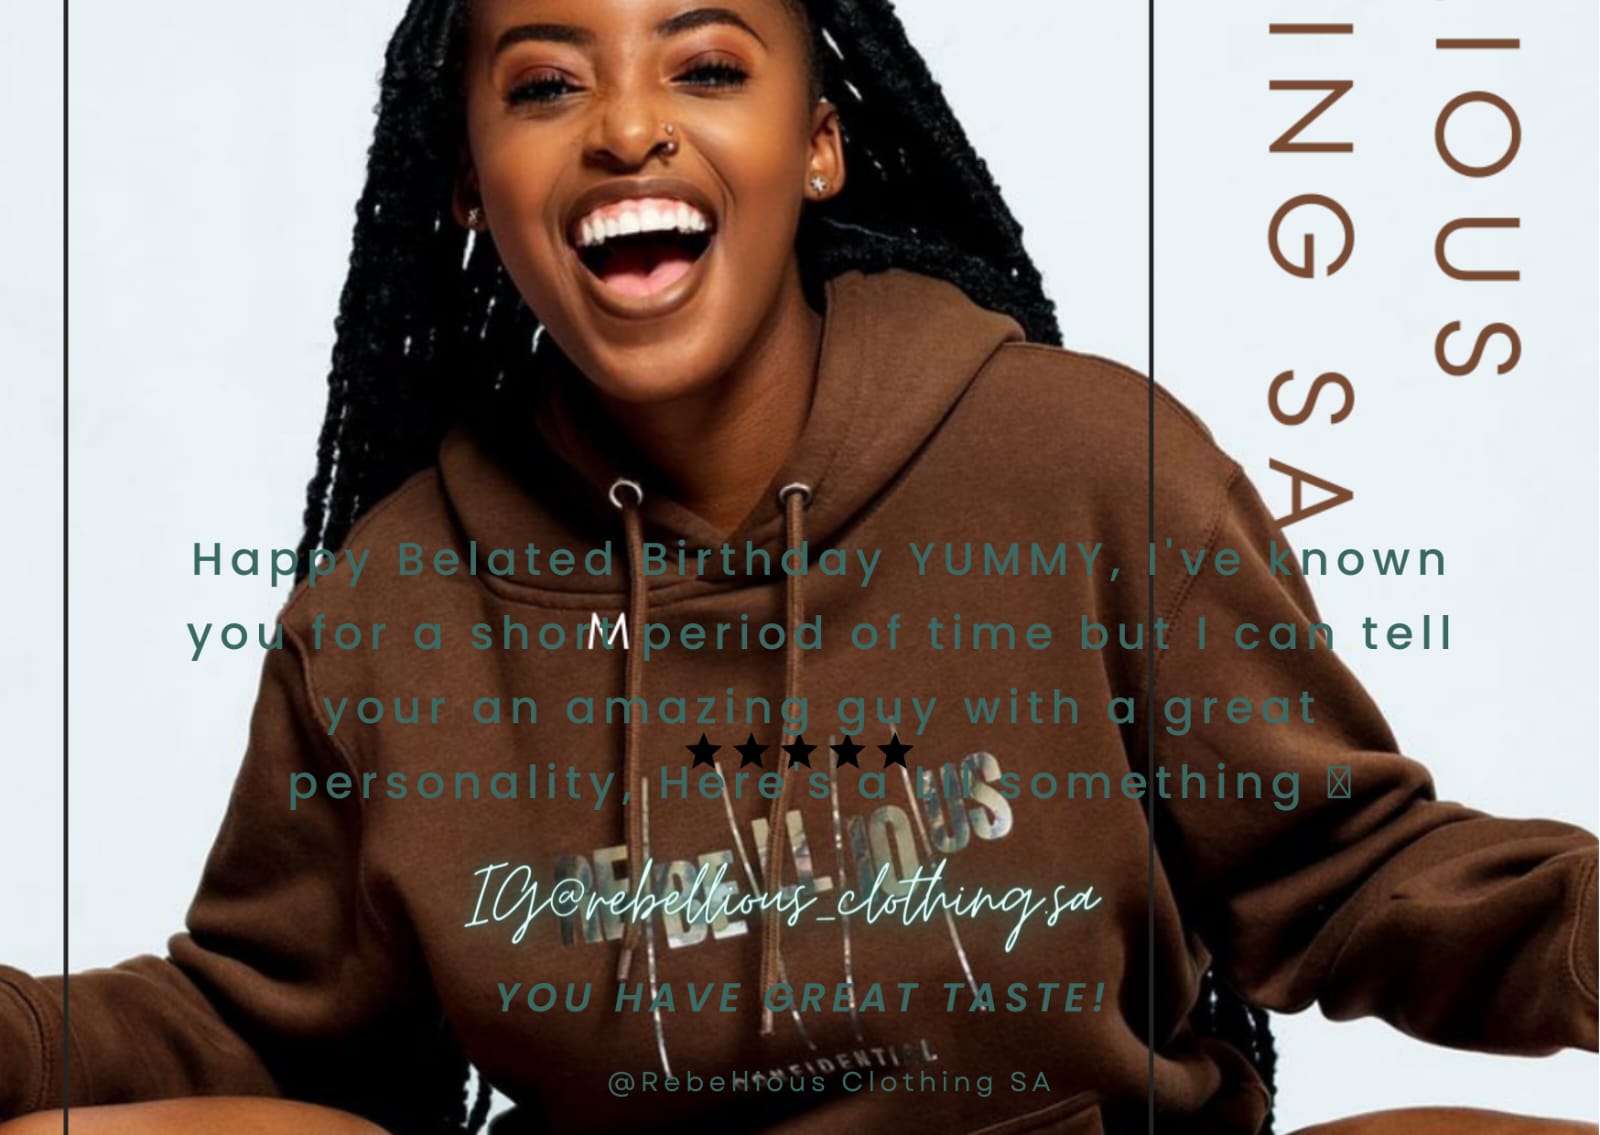 IOUS
ING SA
Happy Belated Birthday YUMMY, I've known
you for a short period of time but I can tell
your an amazing guy with a great
personality, Here's a Lil' something
M
★★★★★
REBELLIOUS
IG@rebellious_clothing.sa
YOU HAVE GREAT TASTE!
CONFIDENTIAL
@Rebellious Clothing SA